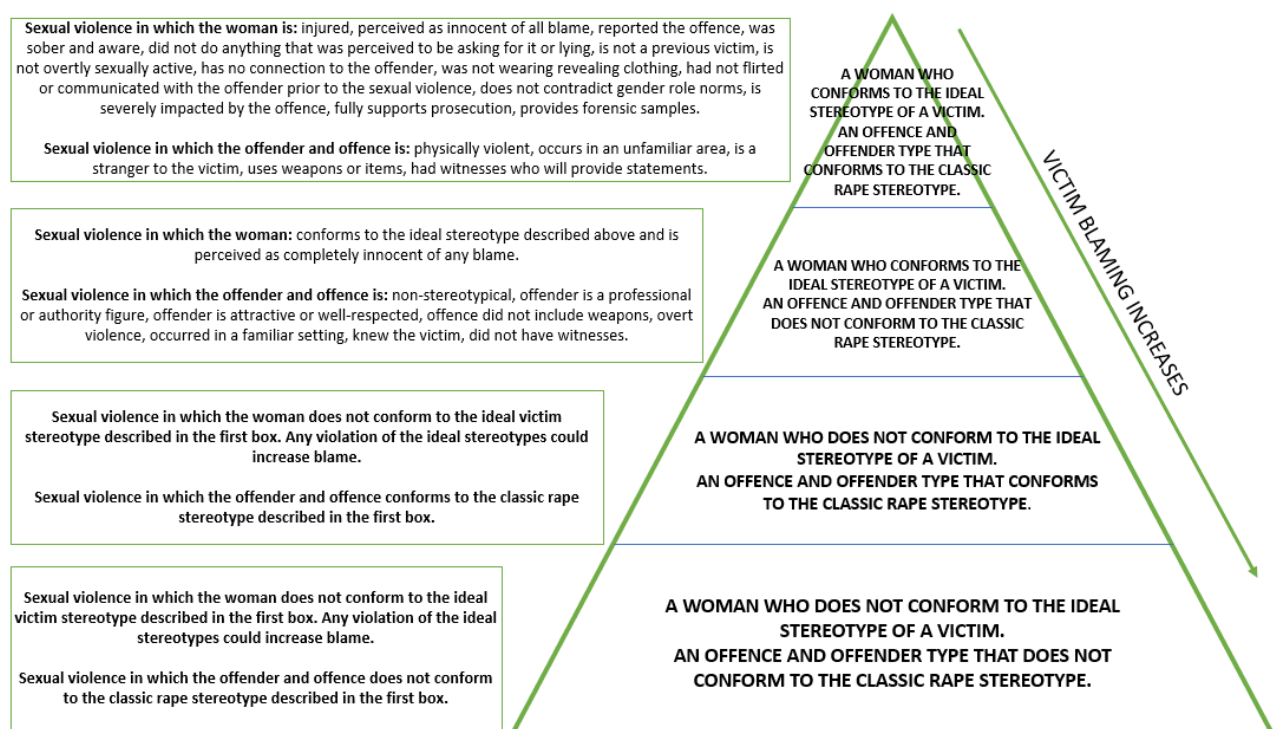 Sexual violence in which the woman is: injured, perceived as innocent of all blame, reported the offence, was
sober and aware, did not do anything that was perceived to be asking for it or lying, is not a previous victim, is
not overtly sexually active, has no connection to the offender, was not wearing revealing clothing, had not flirted
or communicated with the offender prior to the sexual violence, does not contradict gender role norms, is
severely impacted by the offence, fully supports prosecution, provides forensic samples.
Sexual violence in which the offender and offence is: physically violent, occurs in an unfamiliar area, is a
stranger to the victim, uses weapons or items, had witnesses who will provide statements.
A WOMAN WHO
CONFORMS TO THE IDEAL
STEREOTYPE OF A VICTIM.
AN OFFENCE AND
OFFENDER TYPE THAT
CONFORMS TO THE CLASSIC
RAPE STEREOTYPE.
VICTIM BLAMING INCREASES
Sexual violence in which the woman: conforms to the ideal stereotype described above and is
perceived as completely innocent of any blame.
Sexual violence in which the offender and offence is: non-stereotypical, offender is a professional
or authority figure, offender is attractive or well-respected, offence did not include weapons, overt
violence, occurred in a familiar setting, knew the victim, did not have witnesses.
A WOMAN WHO CONFORMS TO THE
IDEAL STEREOTYPE OF A VICTIM.
AN OFFENCE AND OFFENDER TYPE THAT
DOES NOT CONFORM TO THE CLASSIC
RAPE STEREOTYPE.
Sexual violence in which the woman does not conform to the ideal victim
stereotype described in the first box. Any violation of the ideal stereotypes could
increase blame.
Sexual violence in which the offender and offence conforms to the classic rape
stereotype described in the first box.
A WOMAN WHO DOES NOT CONFORM TO THE IDEAL
STEREOTYPE OF A VICTIM.
AN OFFENCE AND OFFENDER TYPE THAT CONFORMS
TO THE CLASSIC RAPE STEREOTYPE.
Sexual violence in which the woman does not conform to the ideal
victim stereotype described in the first box. Any violation of the ideal
stereotypes could increase blame.
Sexual violence in which the offender and offence does not conform
to the classic rape stereotype described in the first box.
A WOMAN WHO DOES NOT CONFORM TO THE IDEAL
STEREOTYPE OF A VICTIM.
AN OFFENCE AND OFFENDER TYPE THAT DOES NOT
CONFORM TO THE CLASSIC RAPE STEREOTYPE.